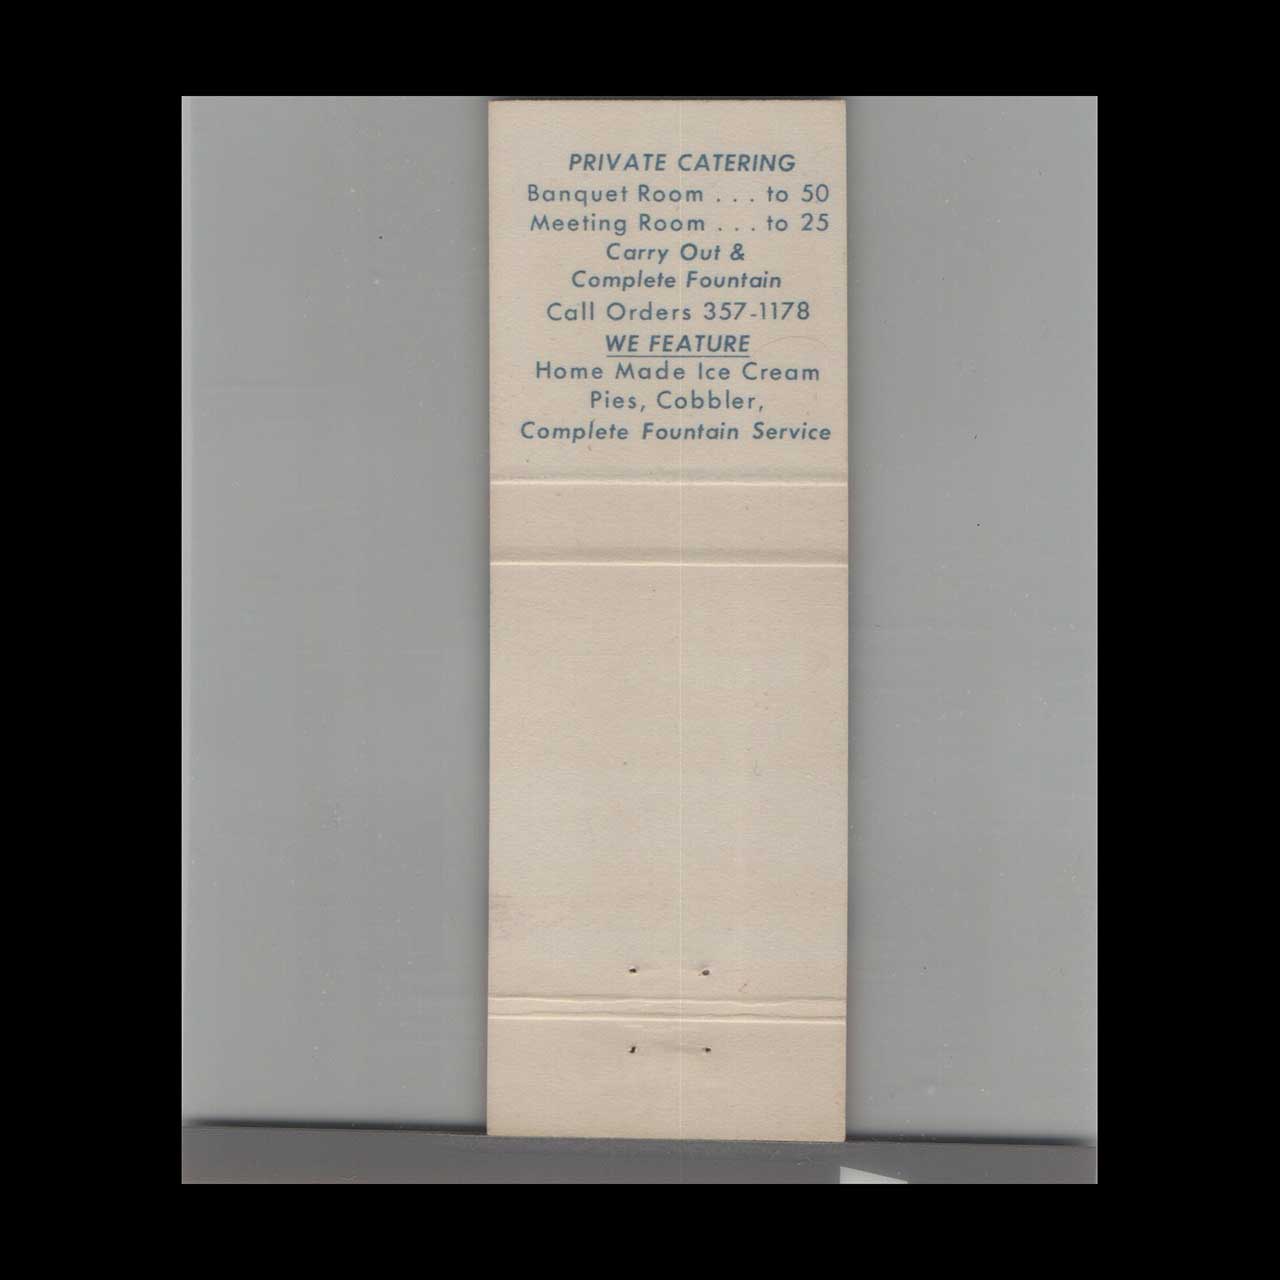 PRIVATE CATERING
Banquet Room . . . to 50
Meeting Room . . . to 25
Carry Out &
Complete Fountain
Call Orders 357-1178
WE FEATURE
Home Made Ice Cream
Pies, Cobbler,
Complete Fountain Service